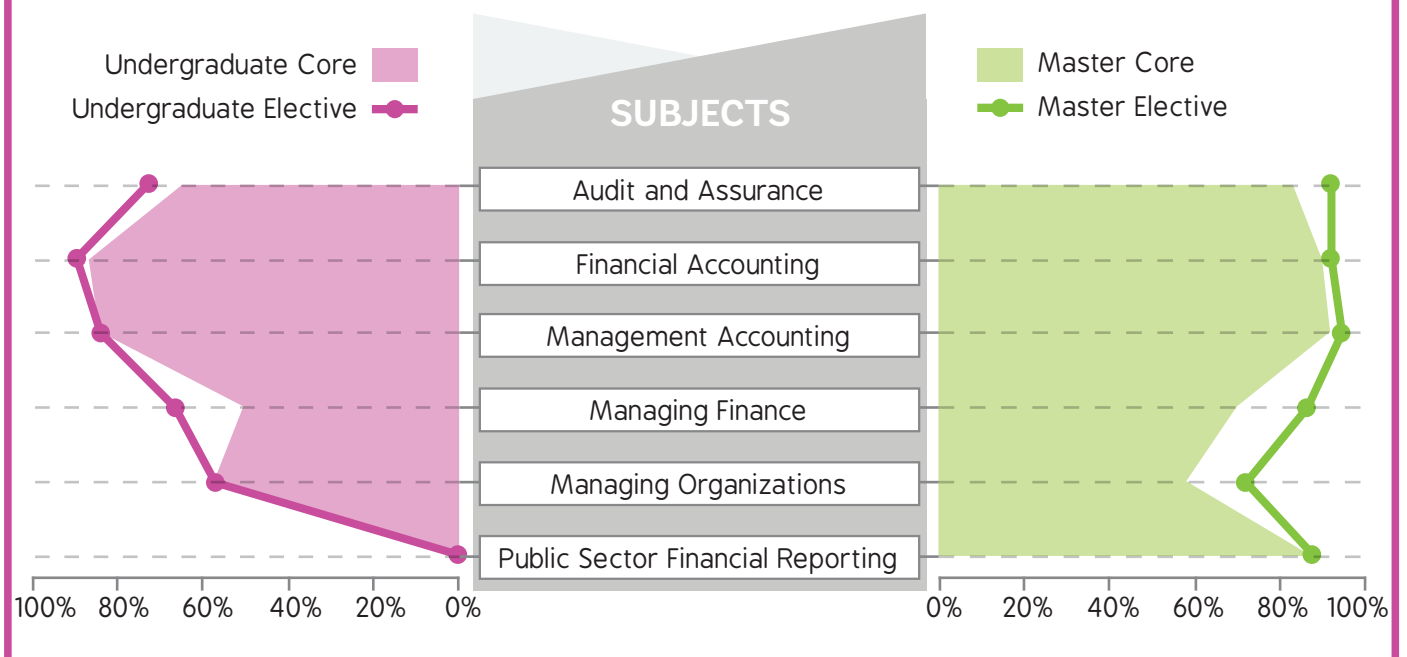 Undergraduate Core
Undergraduate Elective
SUBJECTS
Master Core
Master Elective
Audit and Assurance
Financial Accounting
Management Accounting
Managing Finance
Managing Organizations
Public Sector Financial Reporting
100% 80% 60% 40% 20% 0%
0% 20% 40% 60% 80% 100%